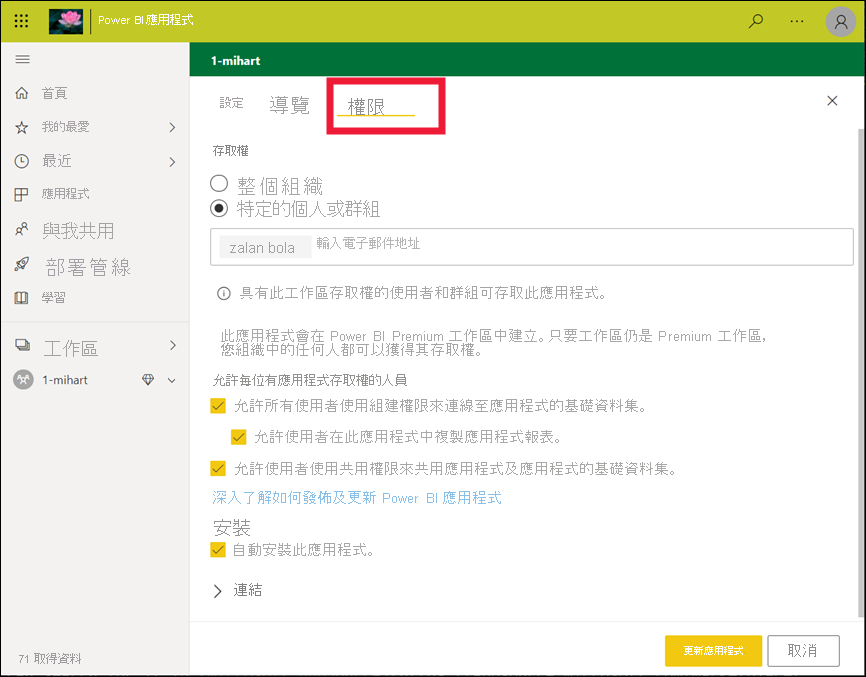 Power BI 應用程式
1-mihart
首頁
我的最愛
最近
應用程式
與我共用
部署管線
學習
工作區
1-mihart
71 取得資料
設定 導覽 權限
存取權
整個組織
特定的個人或群組
zalan bola 輸入電子郵件地址
具有此工作區存取權的使用者和群組可存取此應用程式。
此應用程式會在 Power BI Premium 工作區中建立。只要工作區仍是 Premium 工作區,
您組織中的任何人都可以獲得其存取權。
允許每位有應用程式存取權的人員
允許所有使用者使用組建權限來連線至應用程式的基礎資料集。
允許使用者在此應用程式中複製應用程式報表。
允許使用者使用共用權限來共用應用程式及應用程式的基礎資料集。
深入了解如何發佈及更新 Power BI 應用程式
安裝
自動安裝此應用程式。
連結
更新應用程式 取消